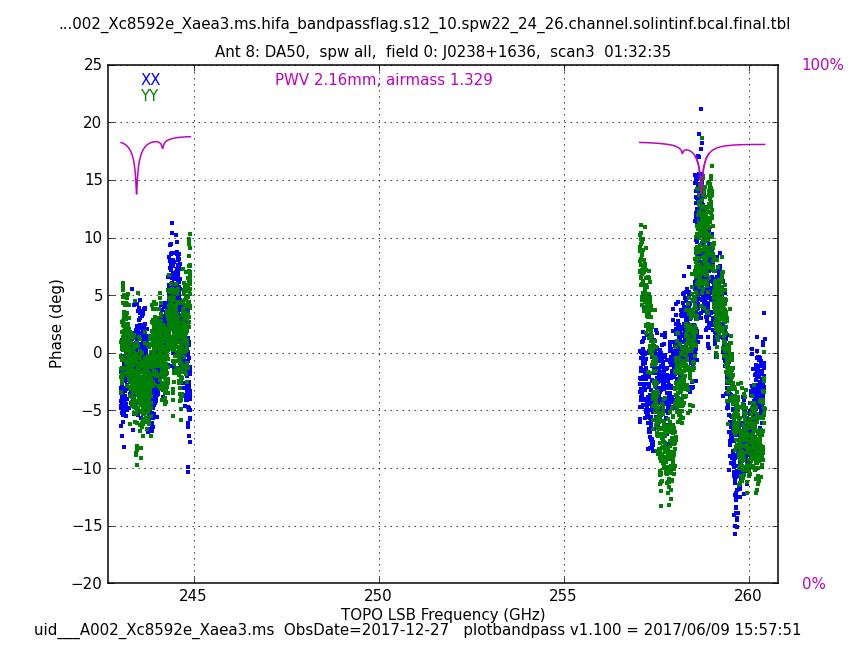 ...002_Xc8592e_Xaea3.ms.hifa_bandpassflag.s12_10.spw22_24_26.channel.solintinf.bcal.final.tbl
Ant 8: DA50,  spw all,  field 0: J0238+1636,  scan3  01:32:35
25
100%
XX
PWV 2.16mm, airmass 1.329
YY
20
15
10
5
0
−5
−10
−15
−20
0%
Phase (deg)
245
250
255
260
TOPO LSB Frequency (GHz)
uid___A002_Xc8592e_Xaea3.ms  ObsDate=2017-12-27   plotbandpass v1.100 = 2017/06/09 15:57:51